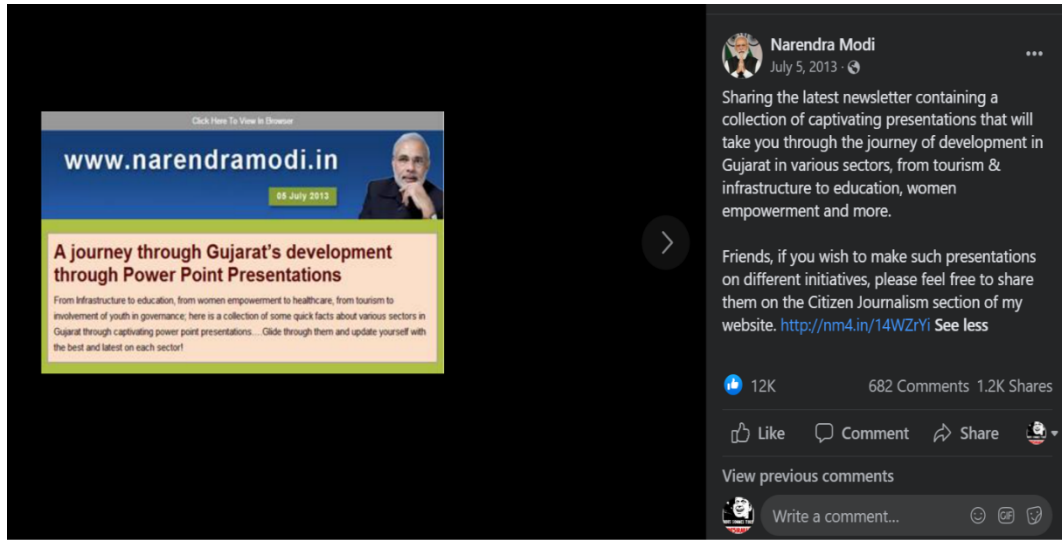 Click Here To View In Browser
www.narendramodi.in
05 July 2013
A journey through Gujarat's development
through Power Point Presentations
From Infrastructure to education, from women empowerment to healthcare, from tourism to
involvement of youth in governance; here is a collection of some quick facts about various sectors in
Gujarat through captivating power point presentations.... Glide through them and update yourself with
the best and latest on each sector!
Narendra Modi
July 5, 2013 ·
Sharing the latest newsletter containing a
collection of captivating presentations that will
take you through the journey of development in
Gujarat in various sectors, from tourism &
infrastructure to education, women
empowerment and more.
Friends, if you wish to make such presentations
on different initiatives, please feel free to share
them on the Citizen Journalism section of my
website. http://nm4.in/14WZrYi See less
12K 682 Comments 1.2K Shares
Like Comment Share
View previous comments
Write a comment...
GIF